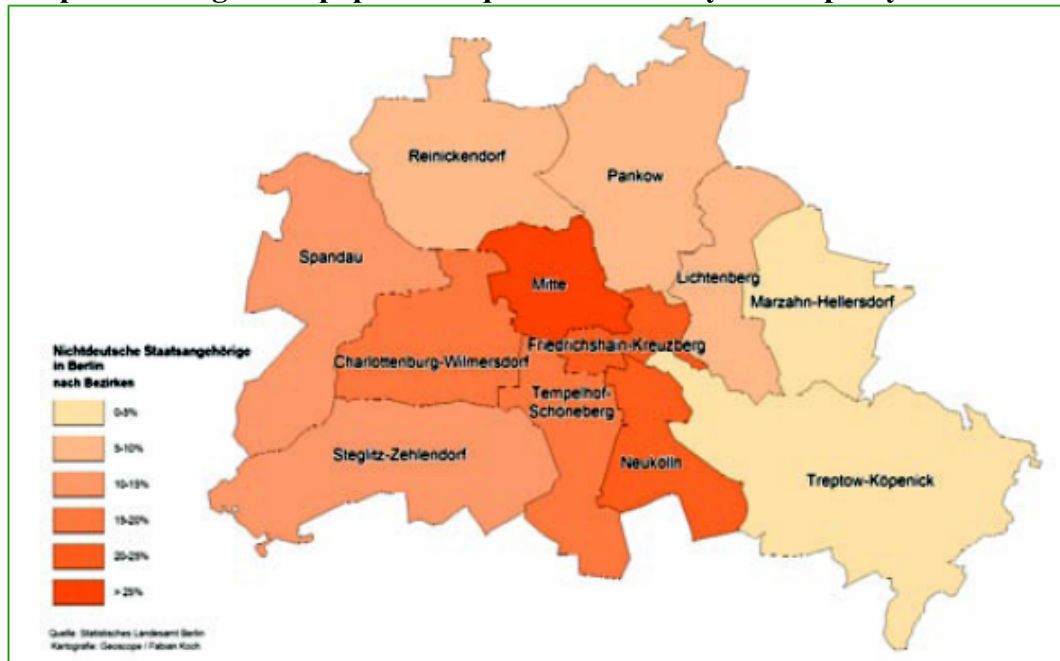 Reinickendorf
Pankow
Spandau
Mitte
Lichtenberg
Marzahn-Hellersdorf
Friedrichshain-Kreuzberg
Charlottenburg-Wilmersdorf
Tempelhof-
Schöneberg
Steglitz-Zehlendorf
Neukölln
Treptow-Köpenick
Nichtdeutsche Staatsangehörige
in Berlin
nach Bezirken
0-5%
5-10%
10-15%
15-20%
20-25%
> 25%
Quelle: Statistisches Landesamt Berlin
Kartografie: Geoscope / Fabian Koch